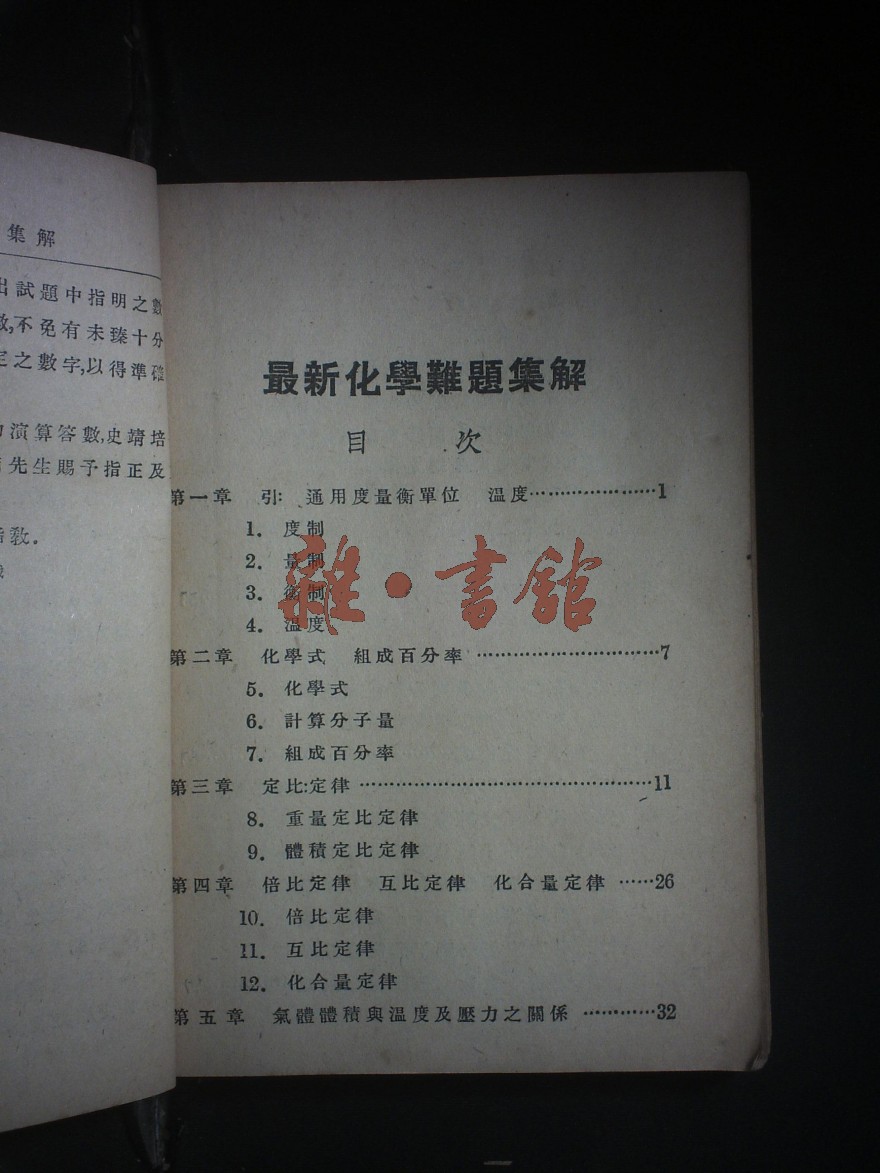 集解
出試題中指明之數
數,不免有未臻十分
定之數字,以得準確
演算答數,史靖培
先生賜予指正及
指教.
最新化學難題集解
目 次
第一章 引: 通用度量衡單位 溫度·····················1
1. 度制
2. 量制
3. 衡制
4. 溫度
雜·書館
第二章 化學式 組成百分率 ······························7
5. 化學式
6. 計算分子量
7. 組成百分率
第三章 定比:定律 ················································11
8. 重量定比定律
9. 體積定比定律
第四章 倍比定律 互比定律 化合量定律 ······26
10. 倍比定律
11. 互比定律
12. 化合量定律
第五章 氣體體積與溫度及壓力之關係 ············32